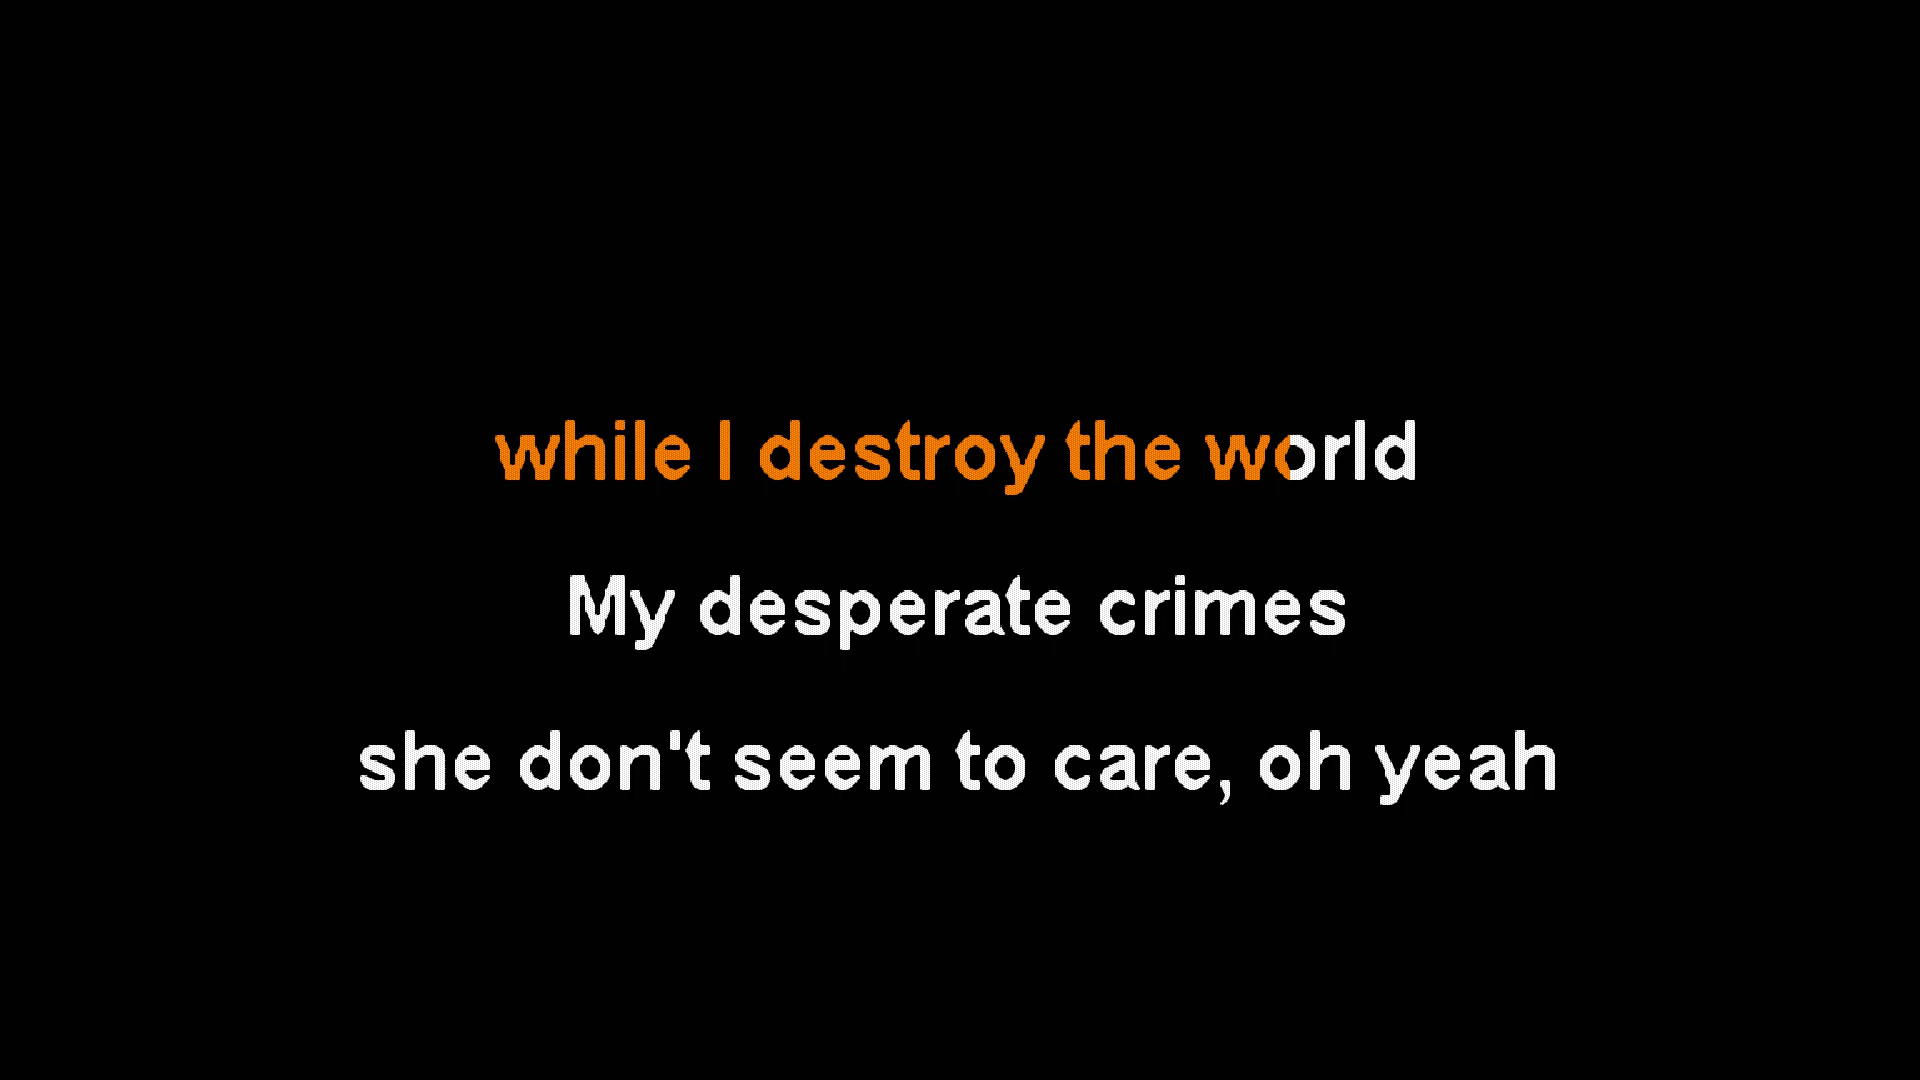 while I destroy the world
My desperate crimes
she don't seem to care, oh yeah